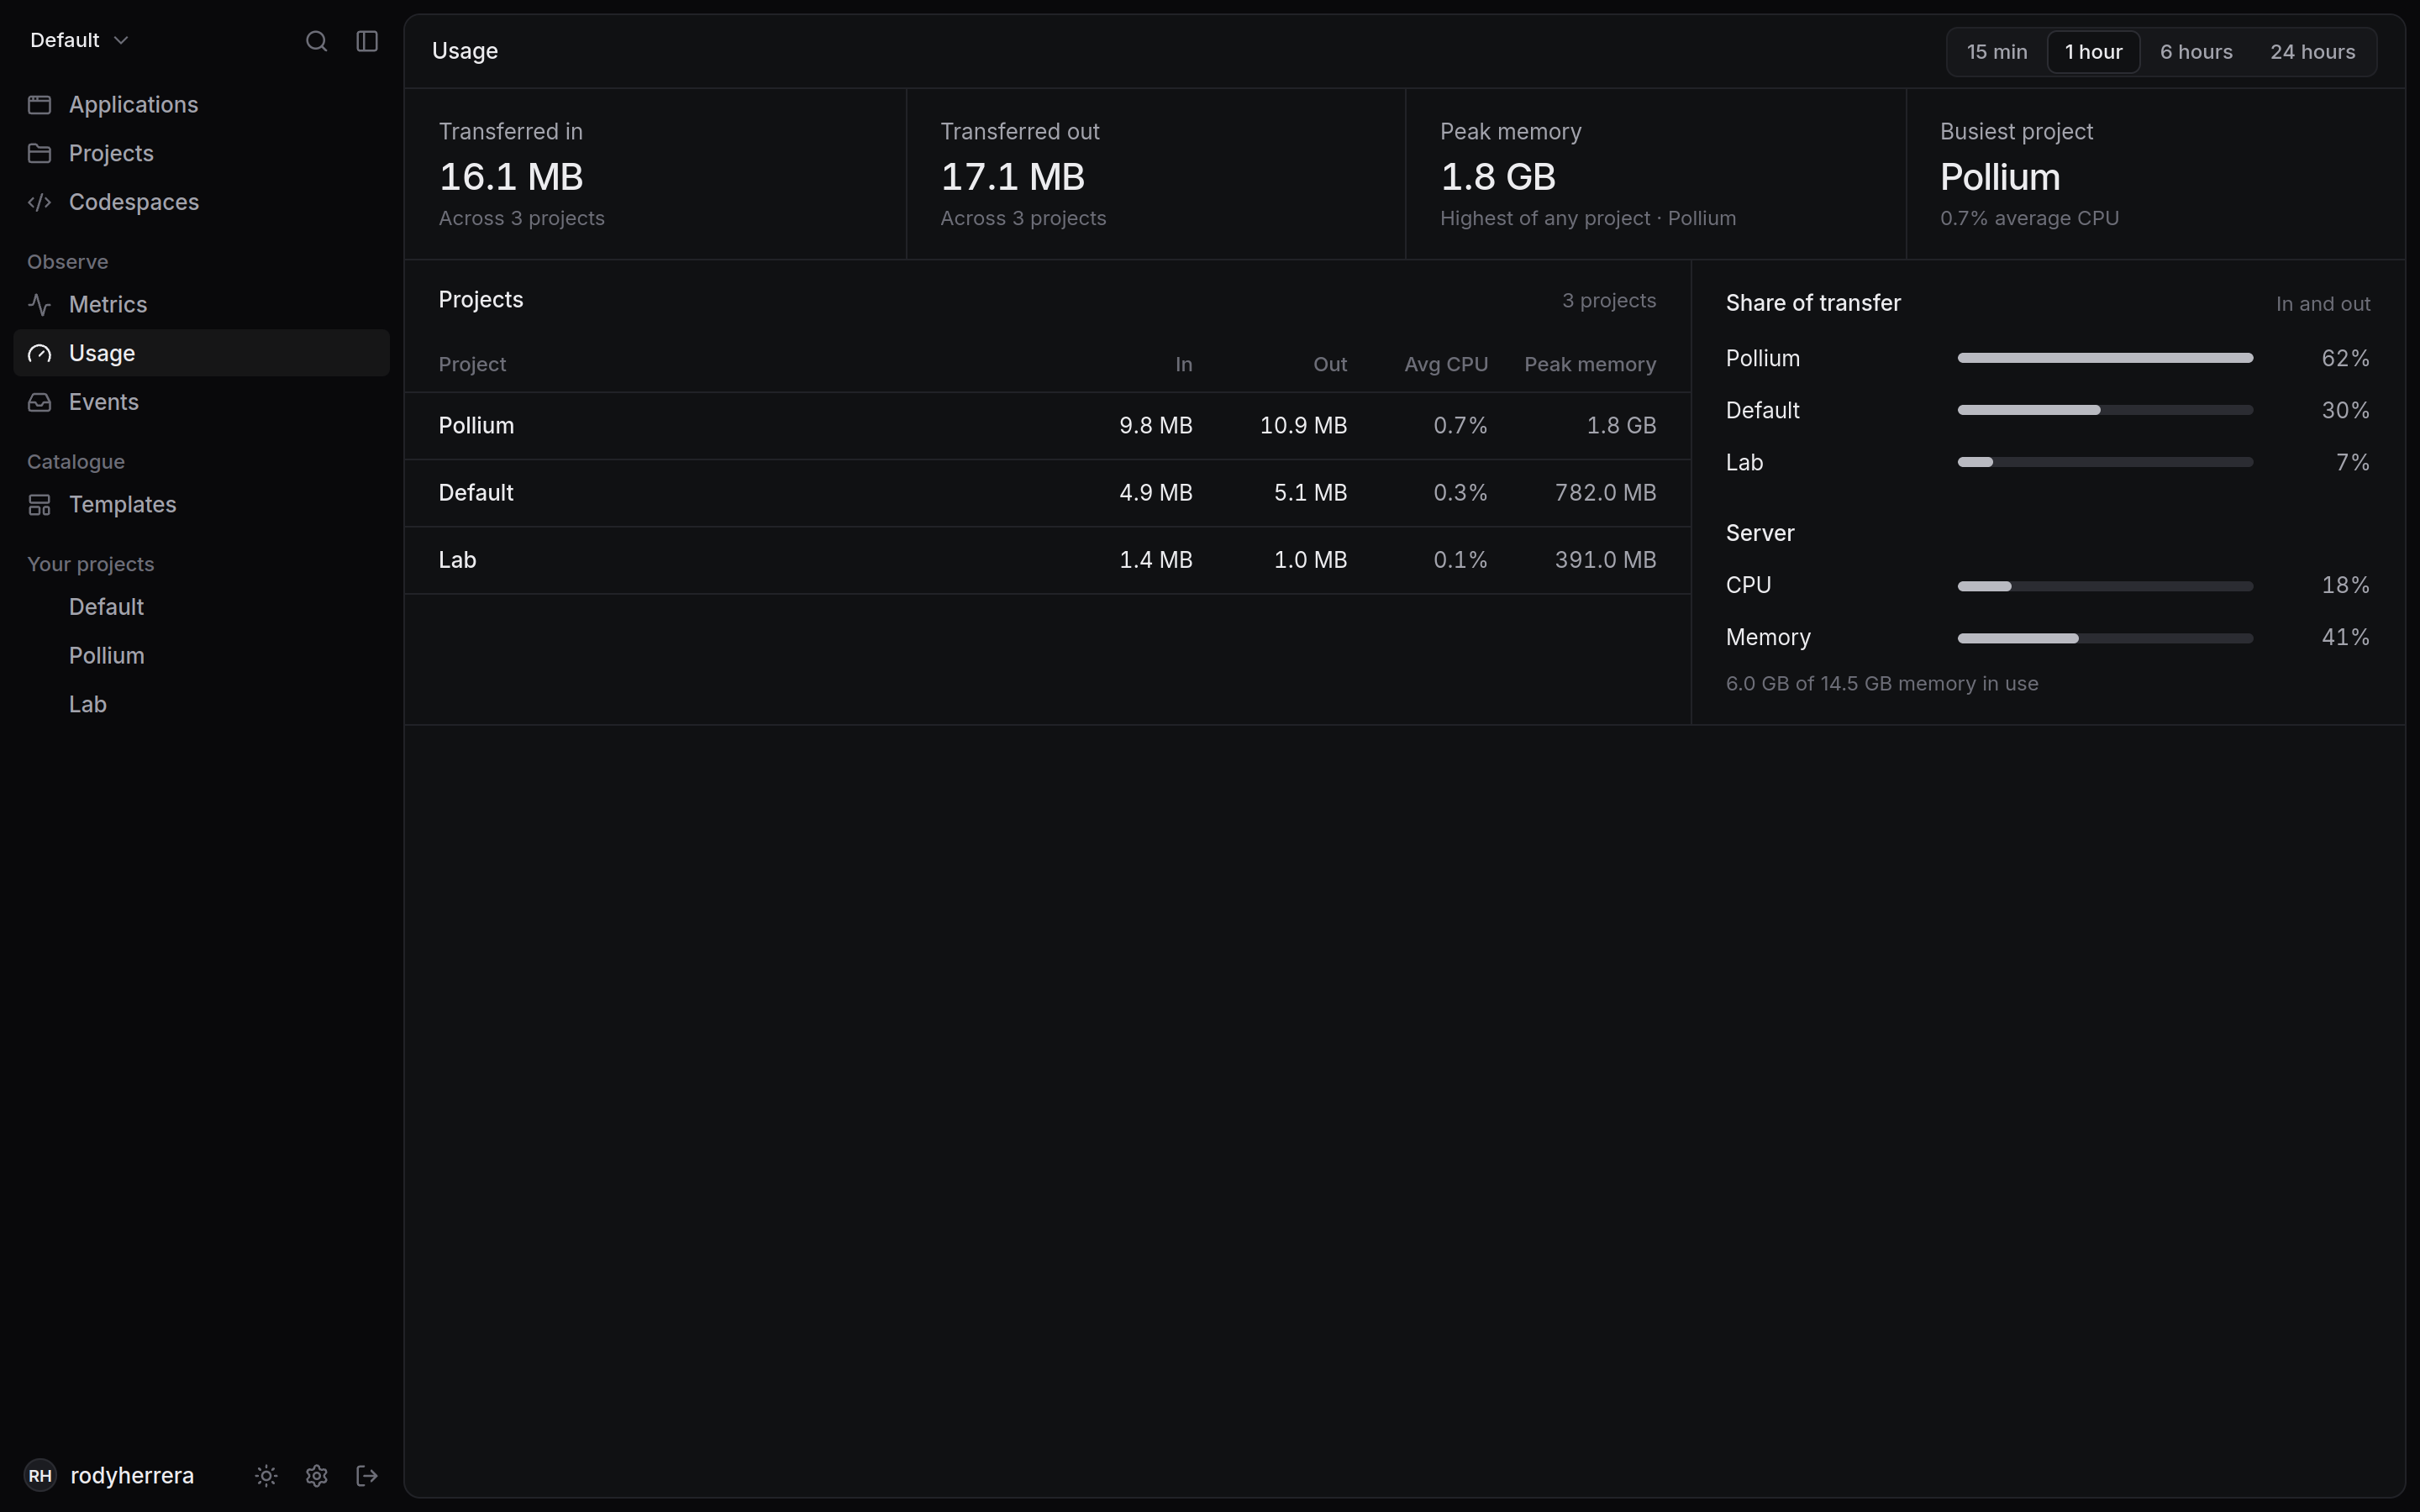 Default
Applications
Projects
Codespaces
Observe
Metrics
Usage
Events
Catalogue
Templates
Your projects
Default
Pollium
Lab
RH rodyherrera
Usage
15 min 1 hour 6 hours 24 hours
Transferred in
16.1 MB
Across 3 projects
Transferred out
17.1 MB
Across 3 projects
Peak memory
1.8 GB
Highest of any project · Pollium
Busiest project
Pollium
0.7% average CPU
Projects 3 projects
Project In Out Avg CPU Peak memory
Pollium 9.8 MB 10.9 MB 0.7% 1.8 GB
Default 4.9 MB 5.1 MB 0.3% 782.0 MB
Lab 1.4 MB 1.0 MB 0.1% 391.0 MB
Share of transfer In and out
Pollium 62%
Default 30%
Lab 7%
Server
CPU 18%
Memory 41%
6.0 GB of 14.5 GB memory in use